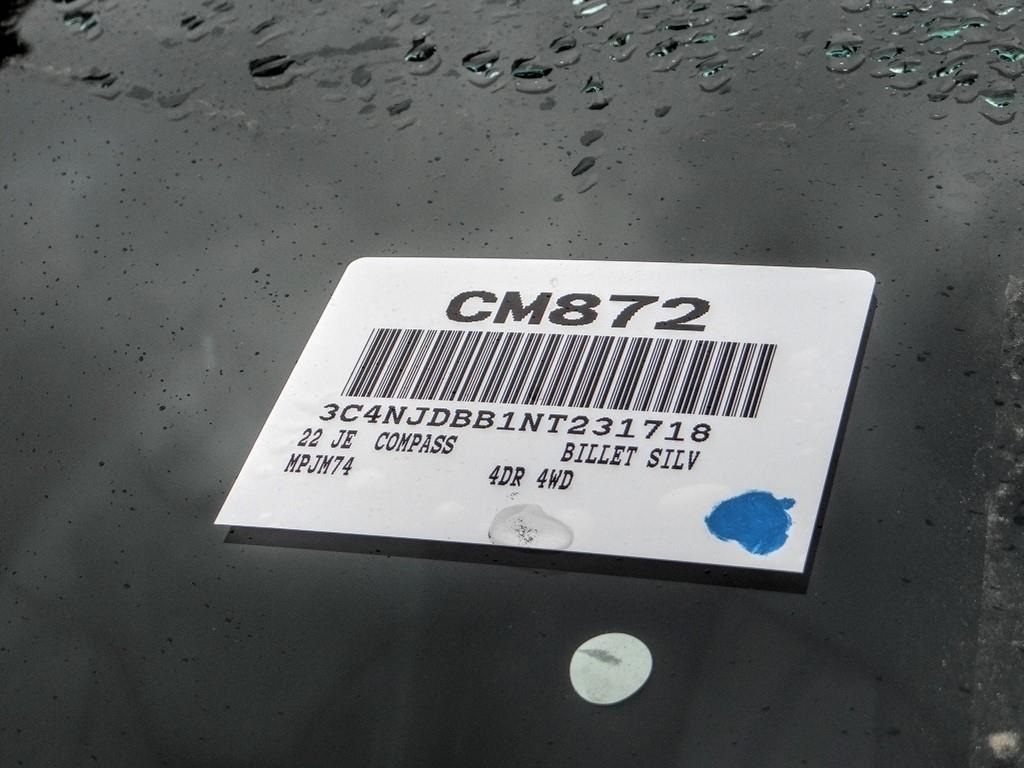 CM872
3C4NJDBB1NT231718
22 JE COMPASS BILLET SILV
MPJM74 4DR 4WD